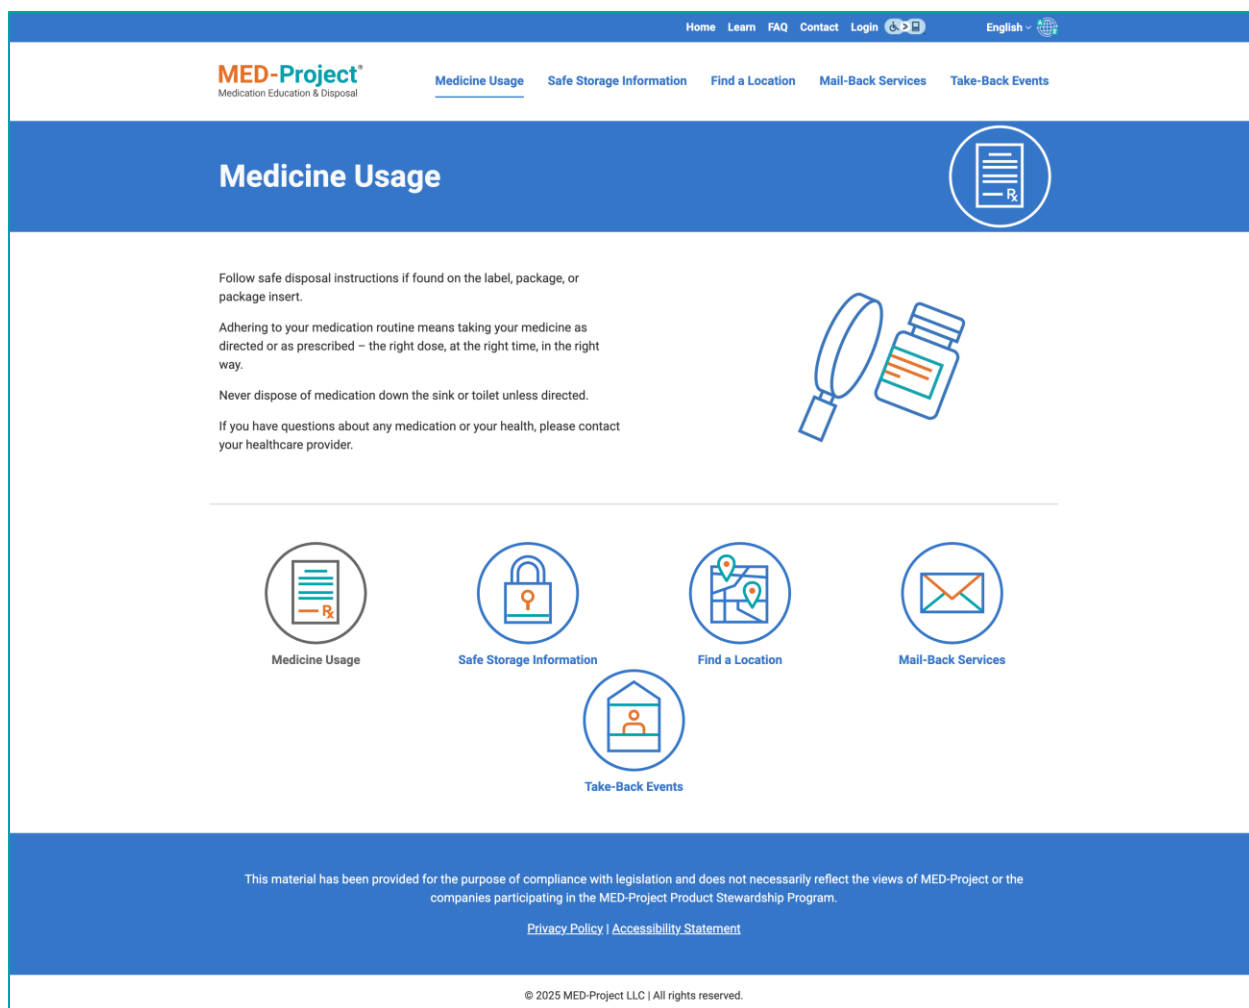 Home Learn FAQ Contact Login English
MED-Project®
Medication Education & Disposal
Medicine Usage Safe Storage Information Find a Location Mail-Back Services Take-Back Events
Medicine Usage
Rx
Follow safe disposal instructions if found on the label, package, or
package insert.
Adhering to your medication routine means taking your medicine as
directed or as prescribed – the right dose, at the right time, in the right
way.
Never dispose of medication down the sink or toilet unless directed.
If you have questions about any medication or your health, please contact
your healthcare provider.
Rx
Medicine Usage Safe Storage Information Find a Location Mail-Back Services
Take-Back Events
This material has been provided for the purpose of compliance with legislation and does not necessarily reflect the views of MED-Project or the
companies participating in the MED-Project Product Stewardship Program.
Privacy Policy | Accessibility Statement
© 2025 MED-Project LLC | All rights reserved.